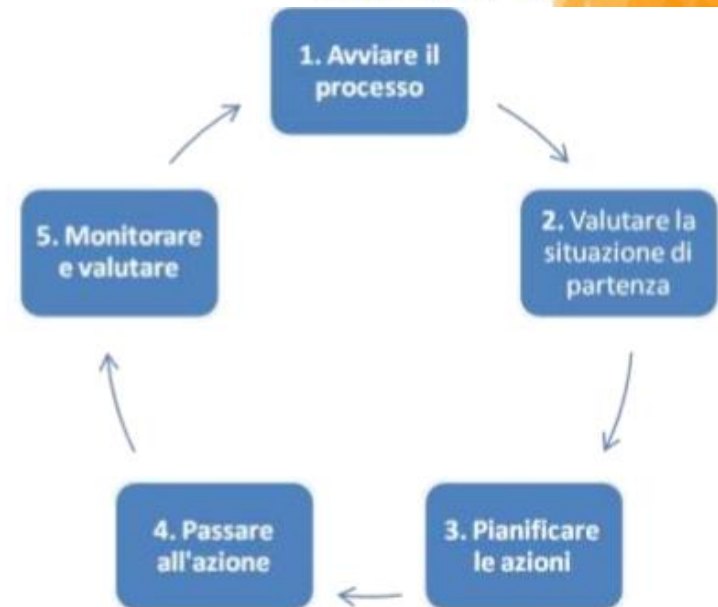 1. Avviare il
processo
2. Valutare la
situazione di
partenza
3. Pianificare
le azioni
4. Passare
all'azione
5. Monitorare
e valutare